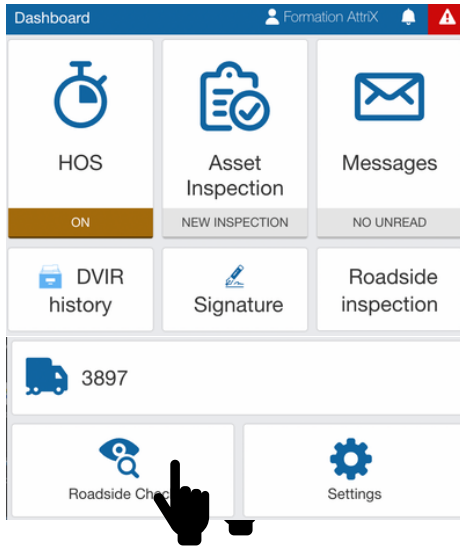 Dashboard Formation AttriX
HOS
Asset
Inspection
Messages
ON
NEW INSPECTION
NO UNREAD
DVIR
history
Signature
Roadside
inspection
3897
Roadside
Settings